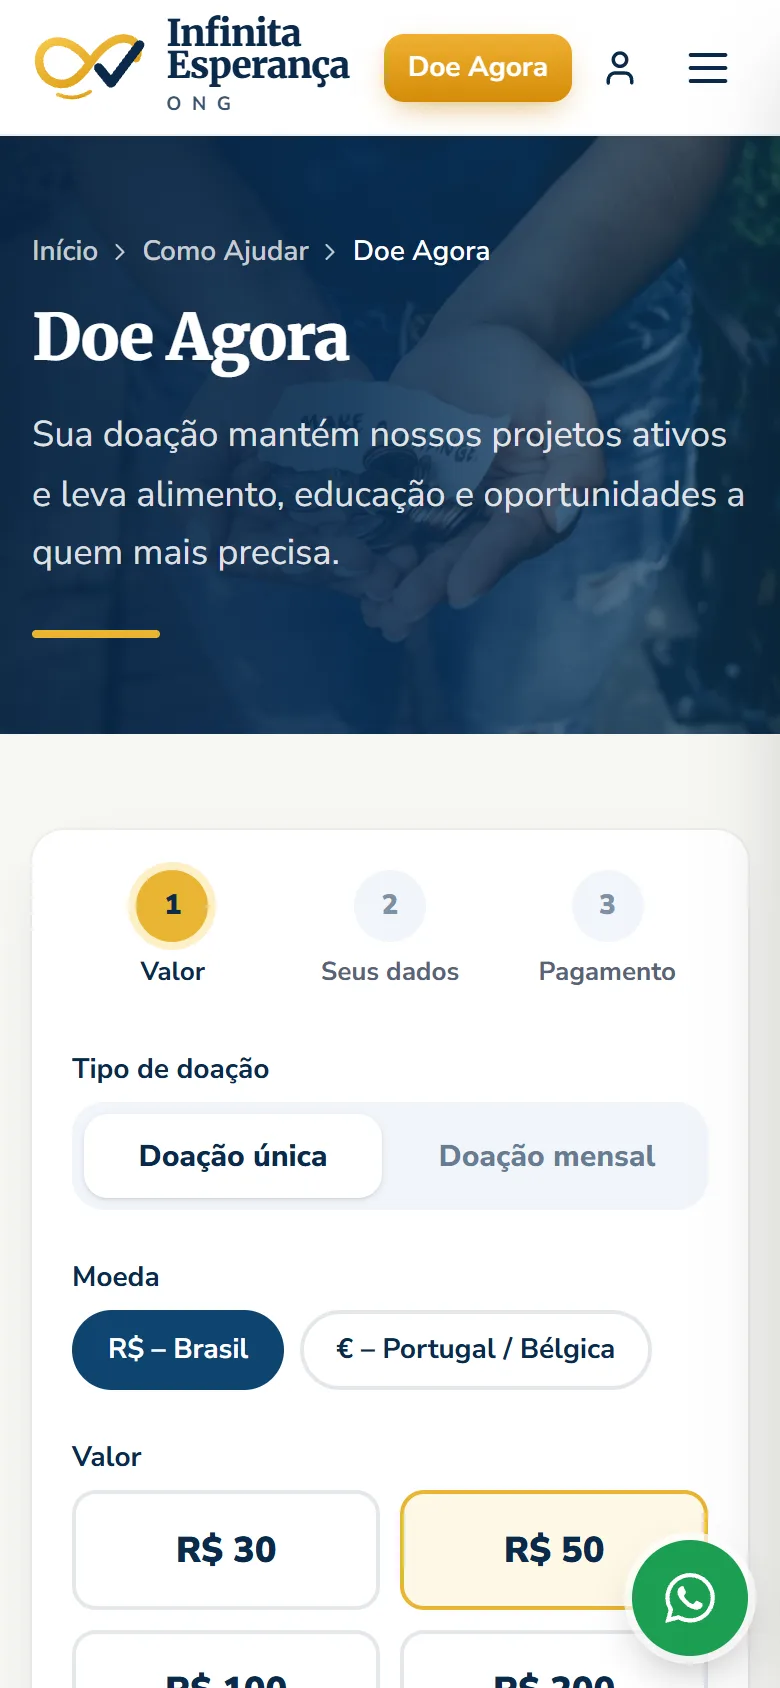 Infinita
Esperança
ONG
Doe Agora
Início > Como Ajudar > Doe Agora
Doe Agora
Sua doação mantém nossos projetos ativos
e leva alimento, educação e oportunidades a
quem mais precisa.
1
2
3
Valor
Seus dados
Pagamento
Tipo de doação
Doação única
Doação mensal
Moeda
R$ – Brasil
€ – Portugal / Bélgica
Valor
R$ 30
R$ 50
R$ 100
R$ 200